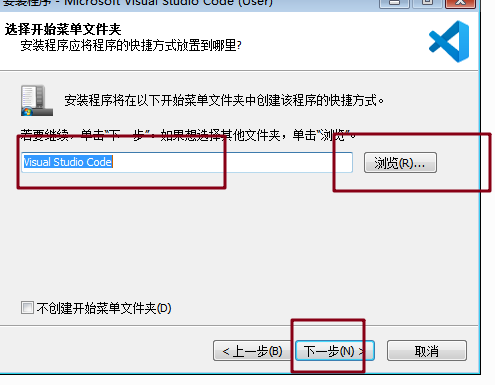 安装程序 - Microsoft Visual Studio Code (User)
选择开始菜单文件夹
安装程序应将程序的快捷方式放置到哪里?
安装程序将在以下开始菜单文件夹中创建该程序的快捷方式。
若要继续，单击“下一步”。如果想选择其他文件夹，单击“浏览”。
Visual Studio Code
浏览(R)...
不创建开始菜单文件夹(D)
< 上一步(B)
下一步(N) >
取消